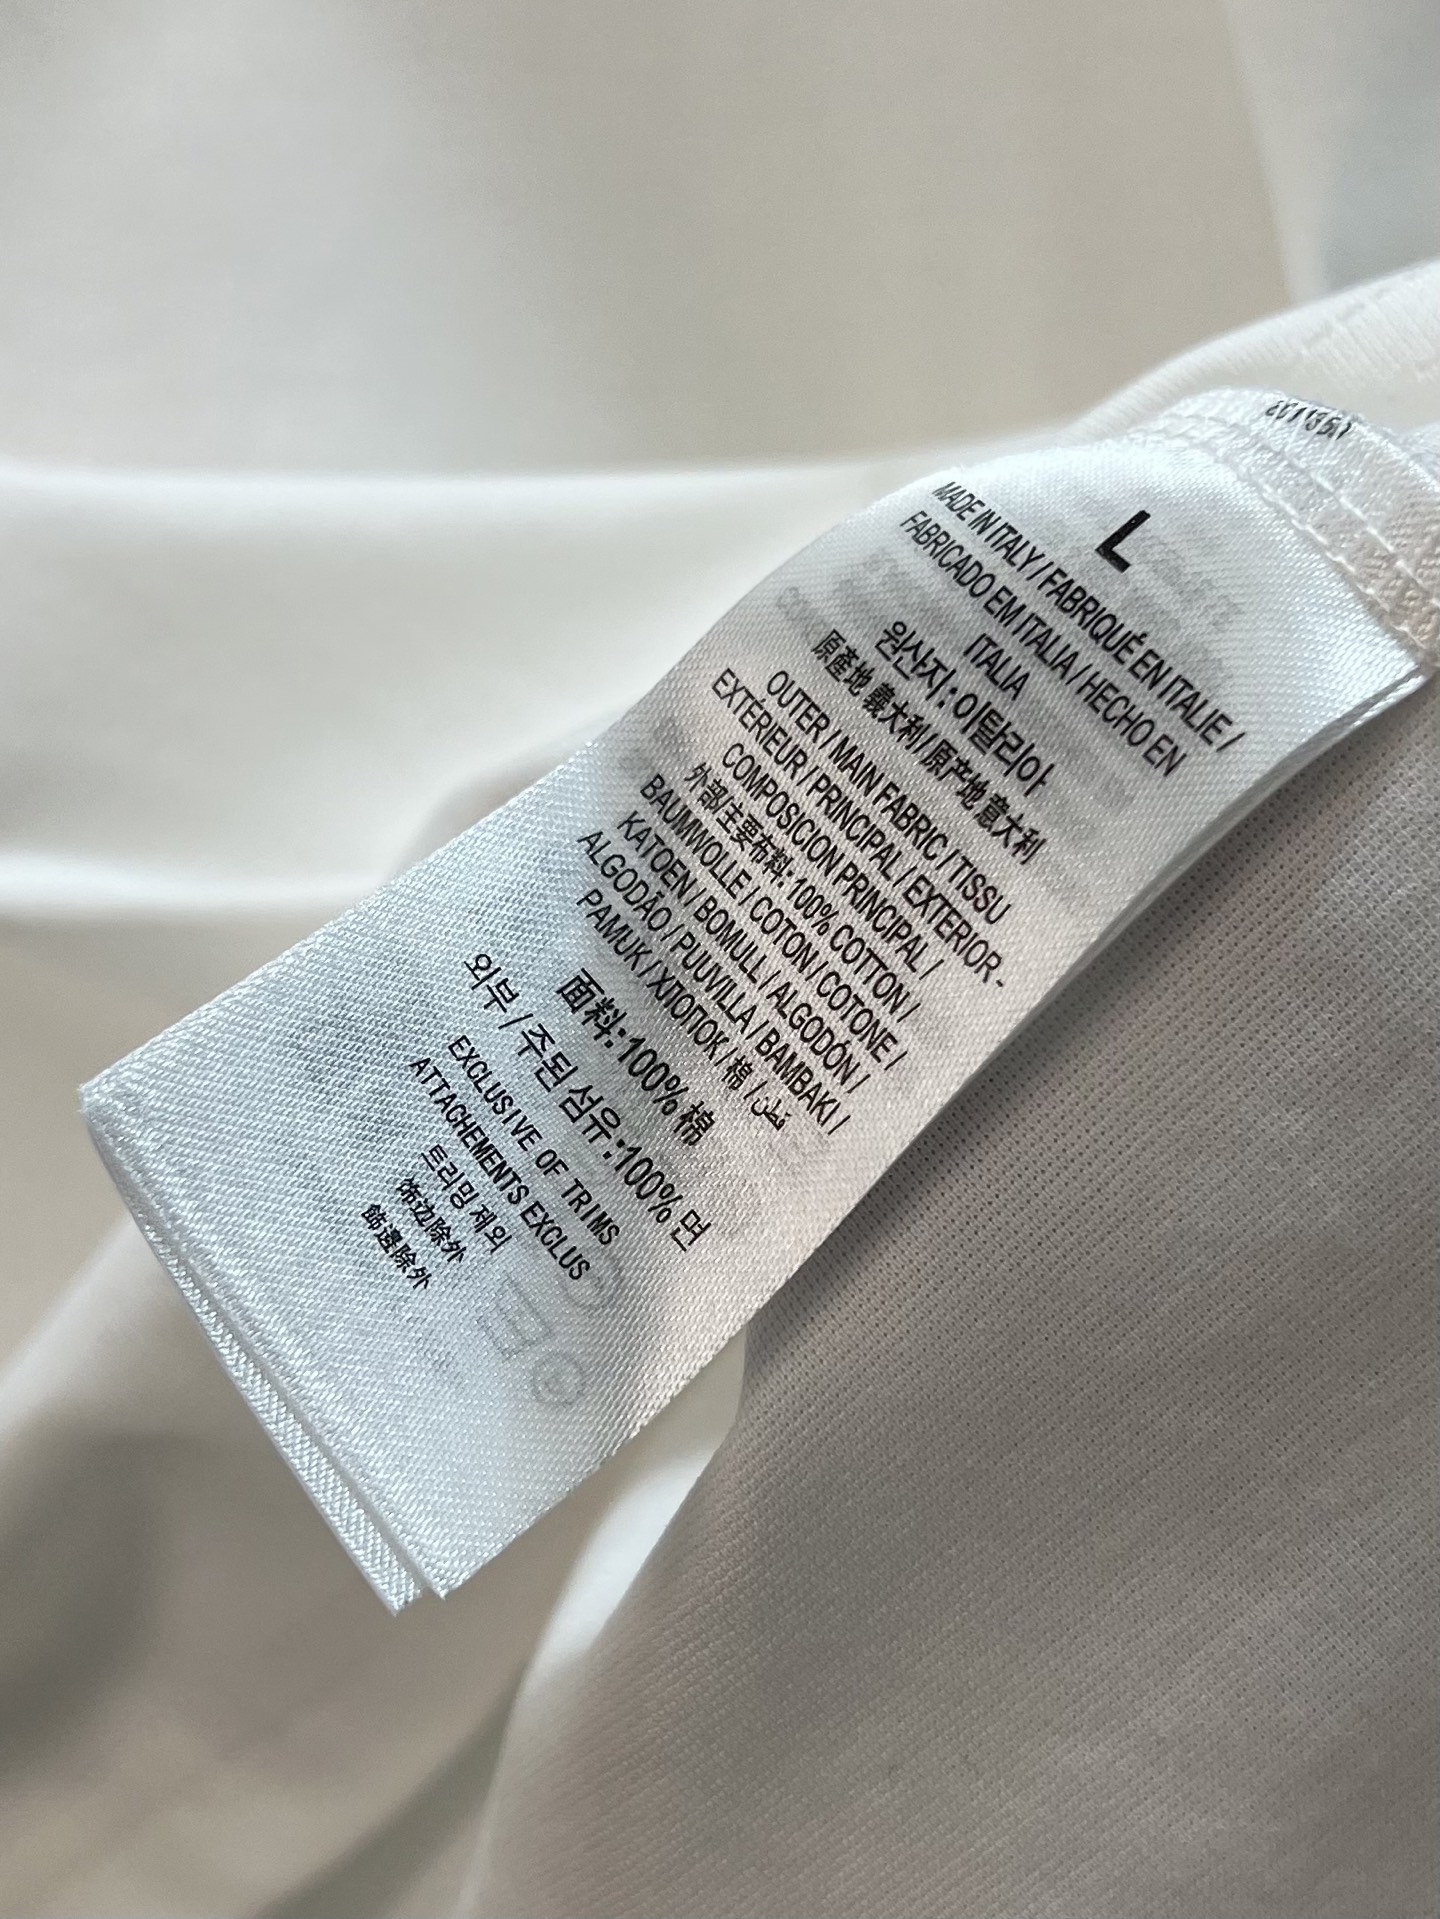 L
MADE IN ITALY / FABRIQUÉ EN ITALIE /
FABRICADO EM ITALIA / HECHO EN
ITALIA
원산지: 이탈리아
原產地 義大利 / 原产地 意大利
OUTER / MAIN FABRIC / TISSU
EXTÉRIEUR / PRINCIPAL / EXTERIOR-
COMPOSICION PRINCIPAL /
外部/主要布料: 100% COTTON /
BAUMWOLLE / COTON / COTONE /
KATOEN / BOMULL / ALGODÓN /
ALGODÃO / PUUVILLA / BAMBAKI /
PAMUK / ХЛОПОК / 棉 / قطن
面料: 100% 棉
외부 / 주된 섬유 : 100% 면
EXCLUSIVE OF TRIMS
ATTACHEMENTS EXCLUS
트리밍 제외
饰边除外
飾邊除外